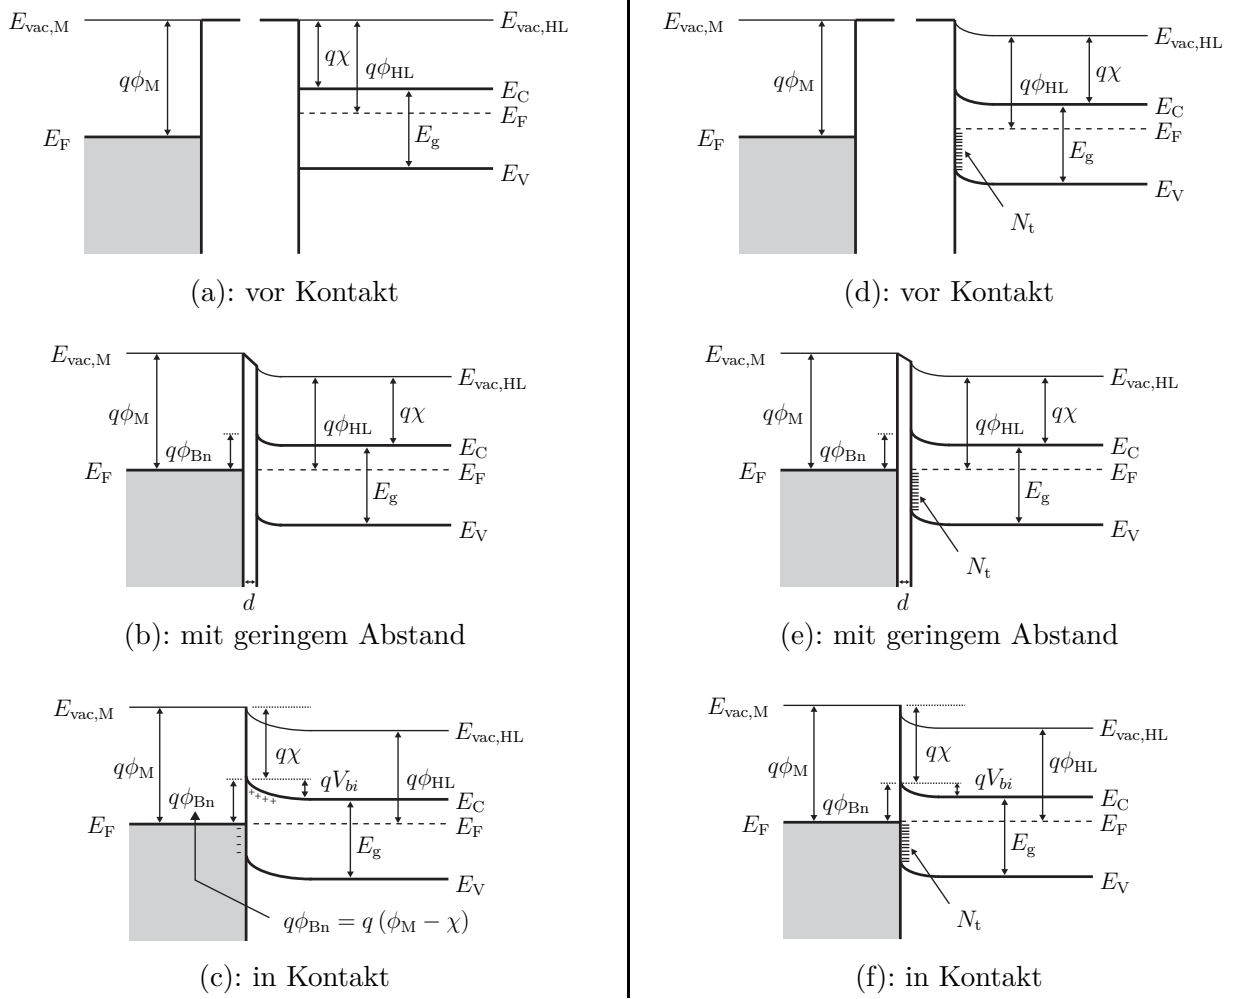 E_vac,M
E_vac,HL
qχ
qϕ_HL
qϕ_M
E_C
E_F
E_F
E_g
E_V
(a): vor Kontakt
E_vac,M
E_vac,HL
qχ
qϕ_M
qϕ_HL
E_C
E_F
E_F
E_g
E_V
N_t
(d): vor Kontakt
E_vac,M
E_vac,HL
qϕ_M
qχ
qϕ_HL
qϕ_Bn
E_C
E_F
E_F
E_g
E_V
d
(b): mit geringem Abstand
E_vac,M
E_vac,HL
qϕ_M
qχ
qϕ_HL
qϕ_Bn
E_C
E_F
E_F
E_g
E_V
N_t
d
(e): mit geringem Abstand
E_vac,M
E_vac,HL
qχ
qϕ_M
qV_bi
qϕ_HL
qϕ_Bn
++++
E_C
E_F
E_F
----
E_g
E_V
qϕ_Bn = q (ϕ_M − χ)
(c): in Kontakt
E_vac,M
E_vac,HL
qχ
qϕ_M
qV_bi
qϕ_HL
qϕ_Bn
E_C
E_F
E_F
E_g
E_V
N_t
(f): in Kontakt